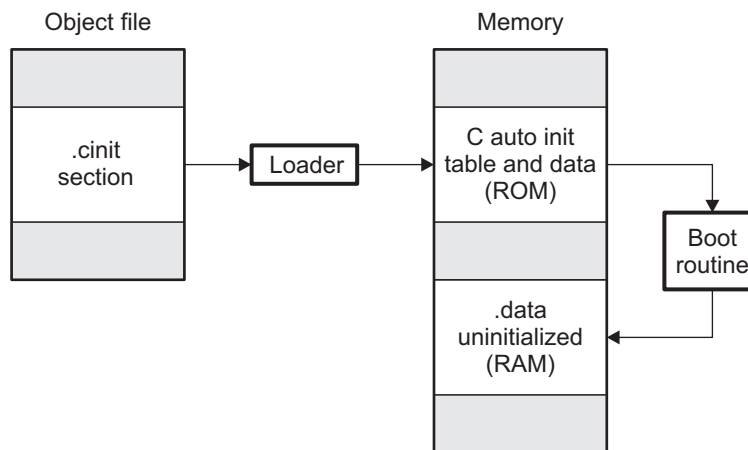 Object file
Memory
.cinit
section
Loader
C auto init
table and data
(ROM)
Boot
routine
.data
uninitialized
(RAM)